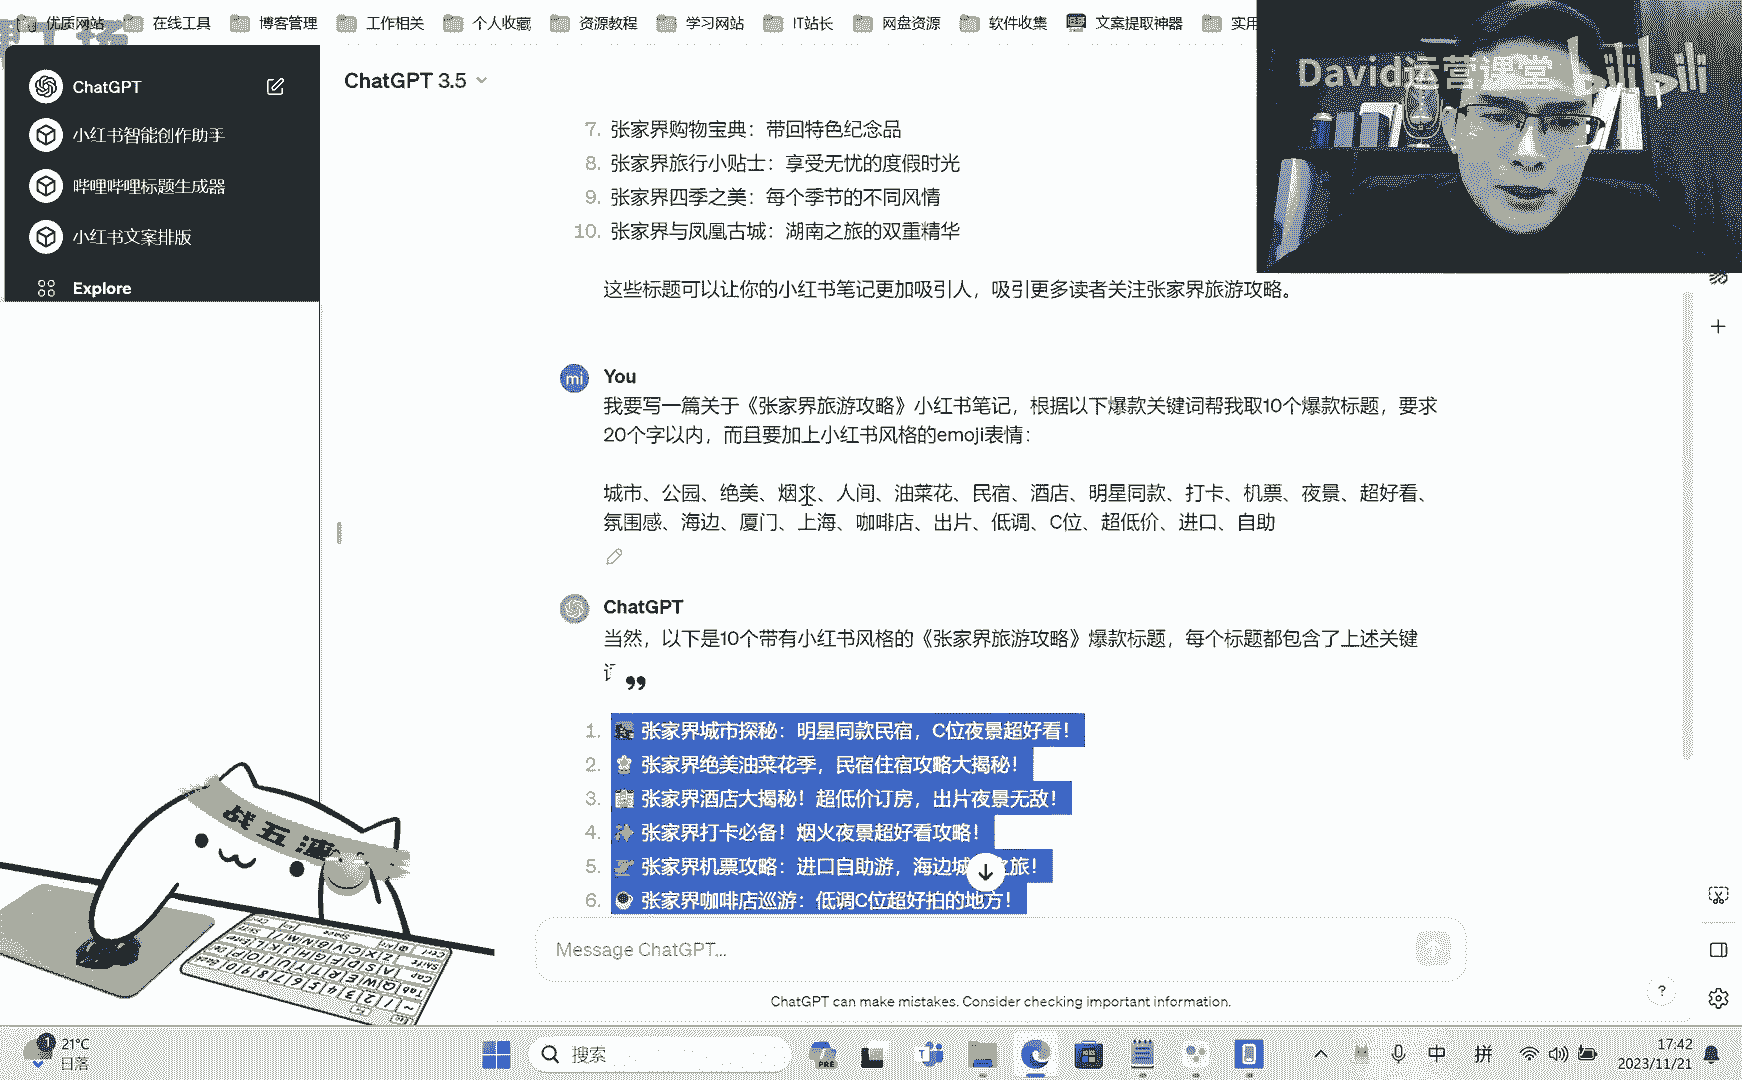 优质网站
在线工具
博客管理
工作相关
个人收藏
资源教程
学习网站
IT站长
网盘资源
软件收集
文案提取神器
实用
David运营课堂
bilibili
ChatGPT
小红书智能创作助手
哔哩哔哩标题生成器
小红书文案排版
Explore
ChatGPT 3.5
7. 张家界购物宝典：带回特色纪念品
8. 张家界旅行小贴士：享受无忧的度假时光
9. 张家界四季之美：每个季节的不同风情
10. 张家界与凤凰古城：湖南之旅的双重精华
这些标题可以让你的小红书笔记更加吸引人，吸引更多读者关注张家界旅游攻略。
mi
You
我要写一篇关于《张家界旅游攻略》小红书笔记，根据以下爆款关键词帮我取10个爆款标题，要求
20个字以内，而且要加上小红书风格的emoji表情：
城市、公园、绝美、烟火、人间、油菜花、民宿、酒店、明星同款、打卡、机票、夜景、超好看、
氛围感、海边、厦门、上海、咖啡店、出片、低调、C位、超低价、进口、自助
ChatGPT
当然，以下是10个带有小红书风格的《张家界旅游攻略》爆款标题，每个标题都包含了上述关键
1. 张家界城市探秘：明星同款民宿，C位夜景超好看！
2. 张家界绝美油菜花季，民宿住宿攻略大揭秘！
3. 张家界酒店大揭秘！超低价订房，出片夜景无敌！
4. 张家界打卡必备！烟火夜景超好看攻略！
5. 张家界机票攻略：进口自助游，海边城 之旅！
6. 张家界咖啡店巡游：低调C位超好拍的地方！
Message ChatGPT...
ChatGPT can make mistakes. Consider checking important information.
?
1
21°C
日落
搜索
PRE
中
拼
17:42
2023/11/21